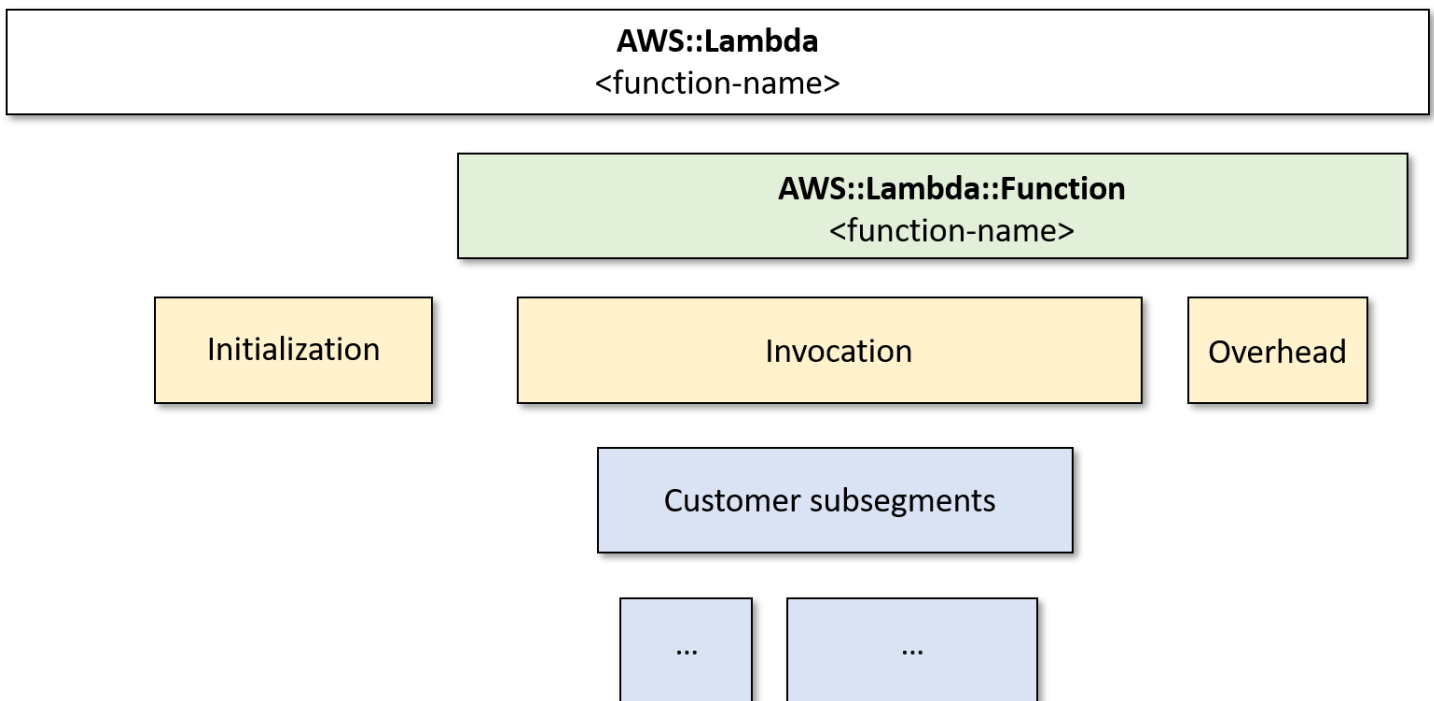 AWS::Lambda
<function-name>
AWS::Lambda::Function
<function-name>
Initialization
Invocation
Overhead
Customer subsegments
...
...